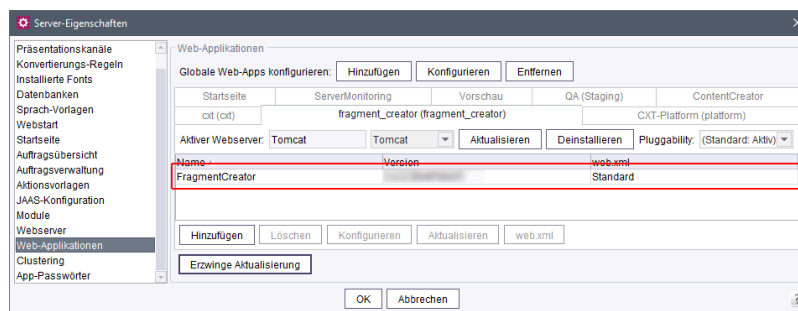 Server-Eigenschaften
Präsentationskanäle
Konvertierungs-Regeln
Installierte Fonts
Datenbanken
Sprach-Vorlagen
Webstart
Startseite
Auftragsübersicht
Auftragsverwaltung
Aktionsvorlagen
JAAS-Konfiguration
Module
Webserver
Web-Applikationen
Clustering
App-Passwörter
Web-Applikationen
Globale Web-Apps konfigurieren: Hinzufügen Konfigurieren Entfernen
Startseite ServerMonitoring Vorschau QA (Staging) ContentCreator
cxt (cxt) fragment_creator (fragment_creator) CXT-Platform (platform)
Aktiver Webserver: Tomcat Tomcat Aktualisieren Deinstallieren Pluggability: (Standard: Aktiv)
Name Version web.xml
FragmentCreator Standard
Hinzufügen Löschen Konfigurieren Aktualisieren web.xml
Erzwinge Aktualisierung
OK Abbrechen